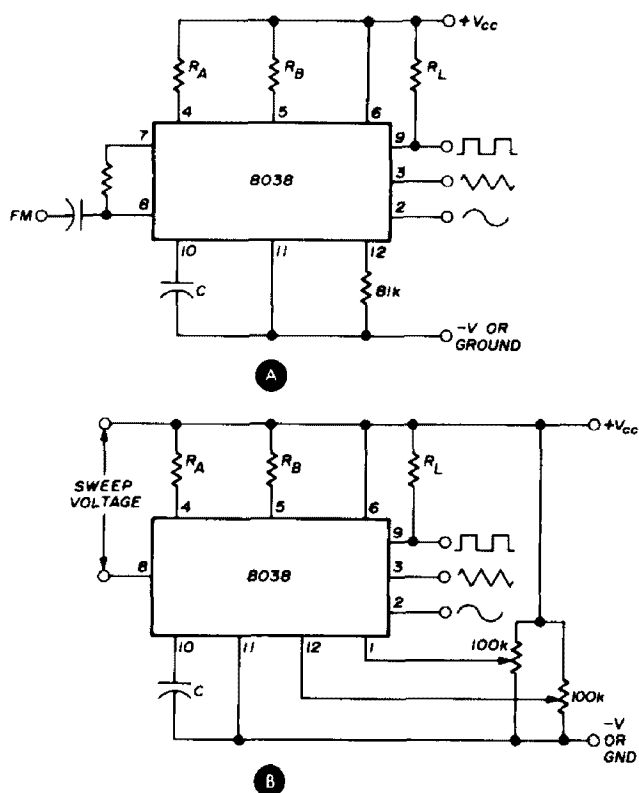 +Vcc
RA
RB
RL
4
5
6
7
9
8038
3
FM
8
2
10
11
12
C
81k
-V OR
GROUND
A
+Vcc
SWEEP
VOLTAGE
RA
RB
RL
4
5
6
9
8
8038
3
2
10
11
12
1
C
100k
100k
-V
OR
GND
B